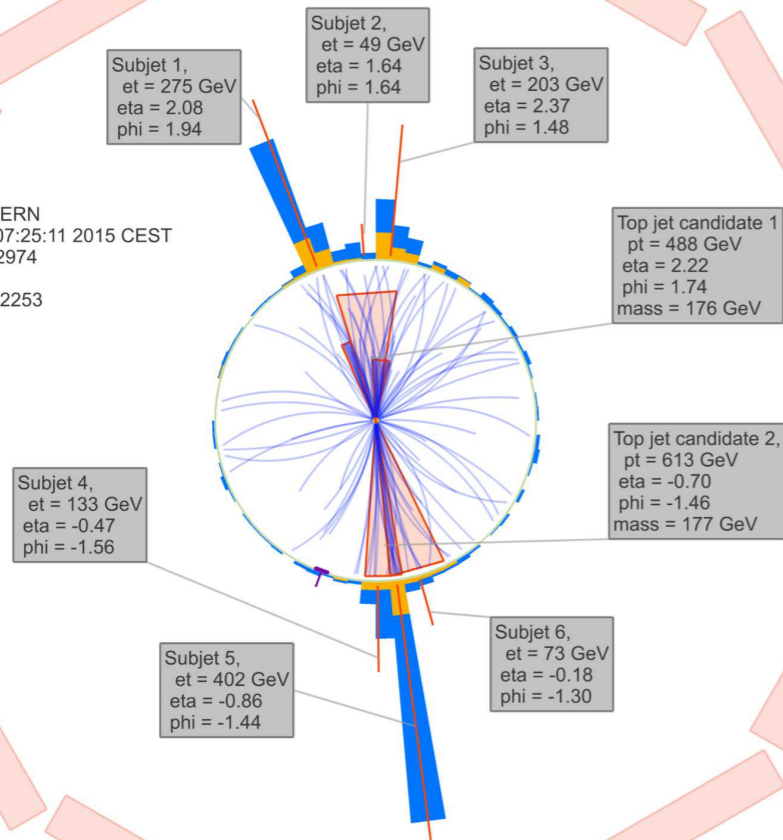 Subjet 2,
et = 49 GeV
eta = 1.64
phi = 1.64
Subjet 1,
et = 275 GeV
eta = 2.08
phi = 1.94
Subjet 3,
et = 203 GeV
eta = 2.37
phi = 1.48
ERN
07:25:11 2015 CEST
2974
2253
Top jet candidate 1
pt = 488 GeV
eta = 2.22
phi = 1.74
mass = 176 GeV
Top jet candidate 2,
pt = 613 GeV
eta = -0.70
phi = -1.46
mass = 177 GeV
Subjet 4,
et = 133 GeV
eta = -0.47
phi = -1.56
Subjet 5,
et = 402 GeV
eta = -0.86
phi = -1.44
Subjet 6,
et = 73 GeV
eta = -0.18
phi = -1.30